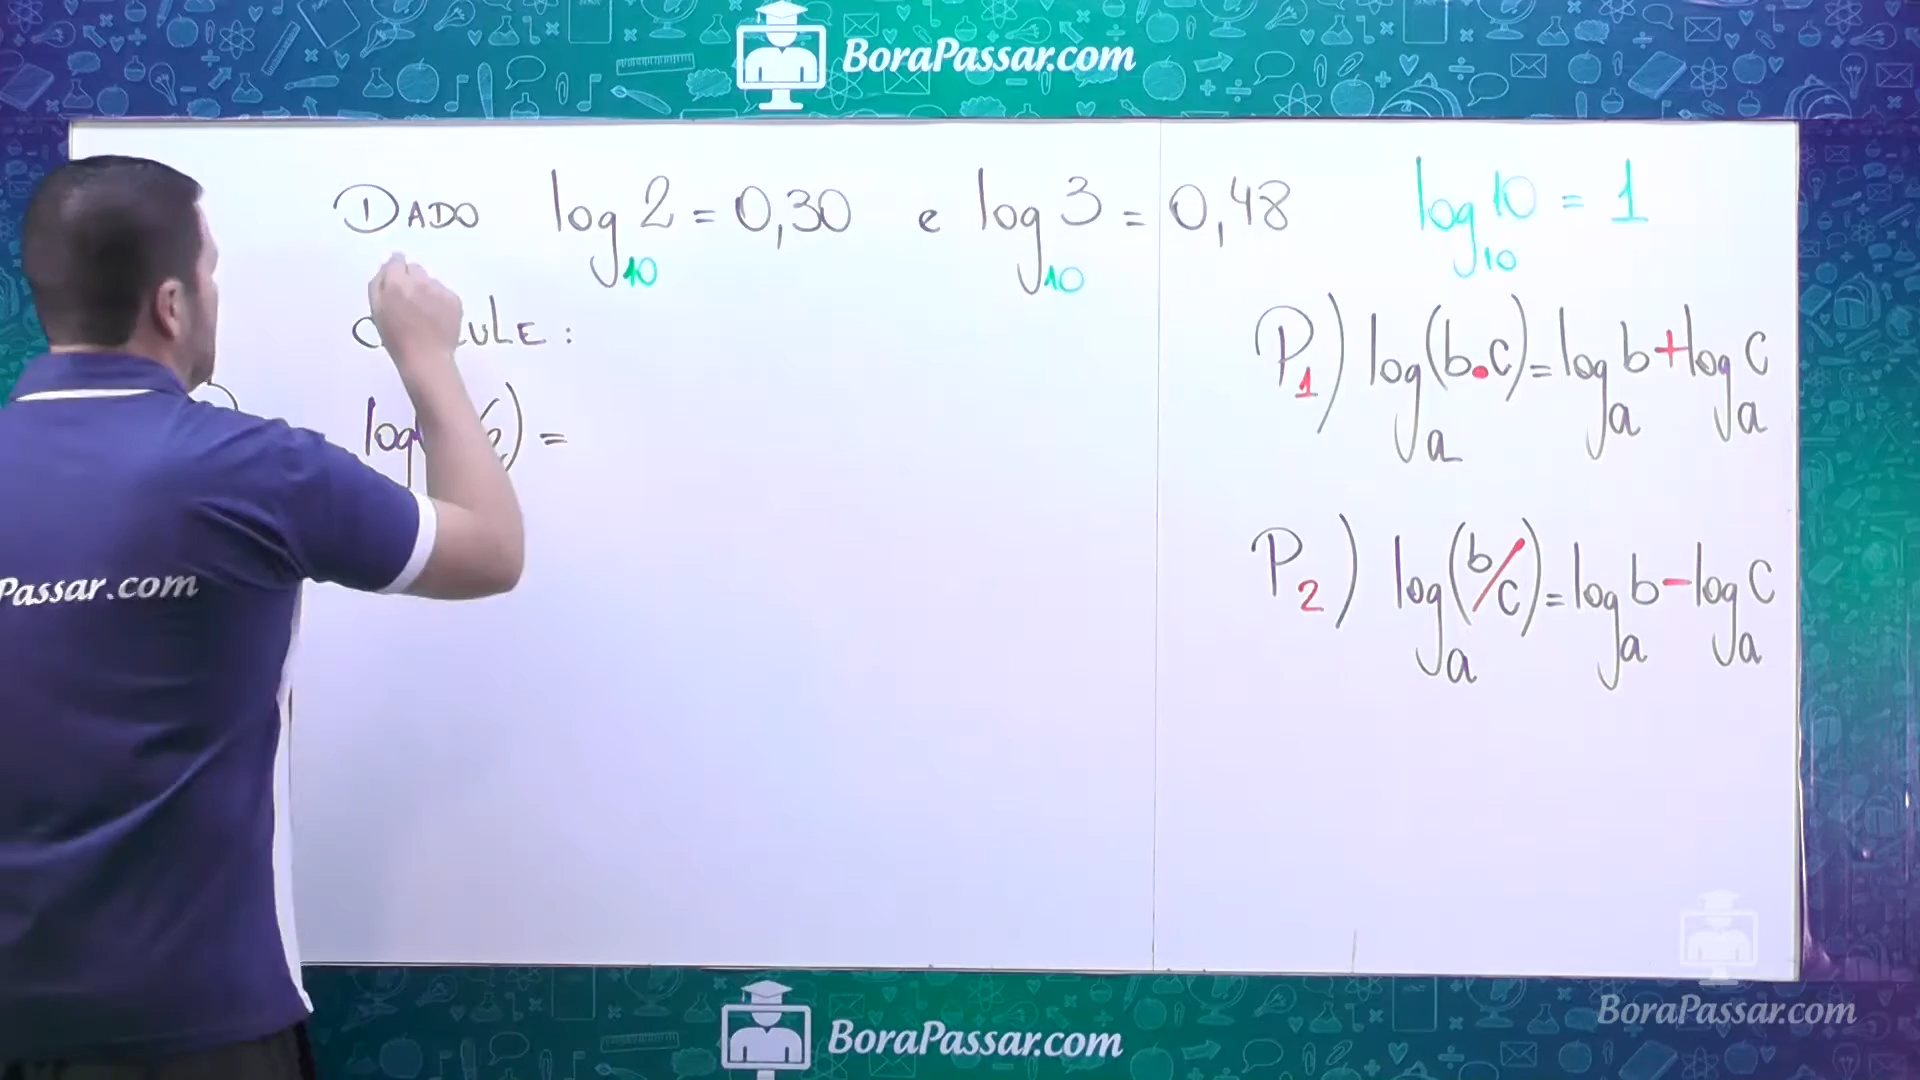 BoraPassar.com
DADO log₁₀ 2 = 0,30 e log₁₀ 3 = 0,48 log₁₀ 10 = 1
:
P₁) logₐ(b.c) = logₐ b + logₐ c
log =
Passar.com
P₂) logₐ(b/c) = logₐ b - logₐ c
BoraPassar.com
BoraPassar.com